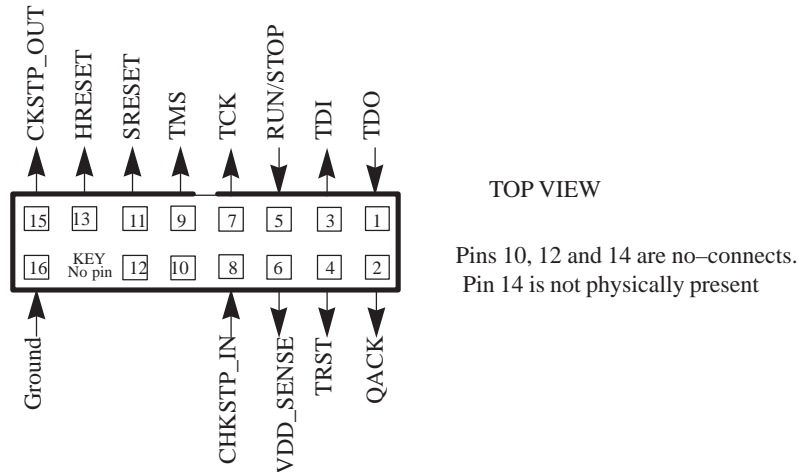 CKSTP_OUT
HRESET
SRESET
TMS
TCK
RUN/STOP
TDI
TDO
TOP VIEW
15 13 11 9 7 5 3 1
KEY
No pin
16 12 10 8 6 4 2
Pins 10, 12 and 14 are no–connects.
Pin 14 is not physically present
Ground
CHKSTP_IN
VDD_SENSE
TRST
QACK